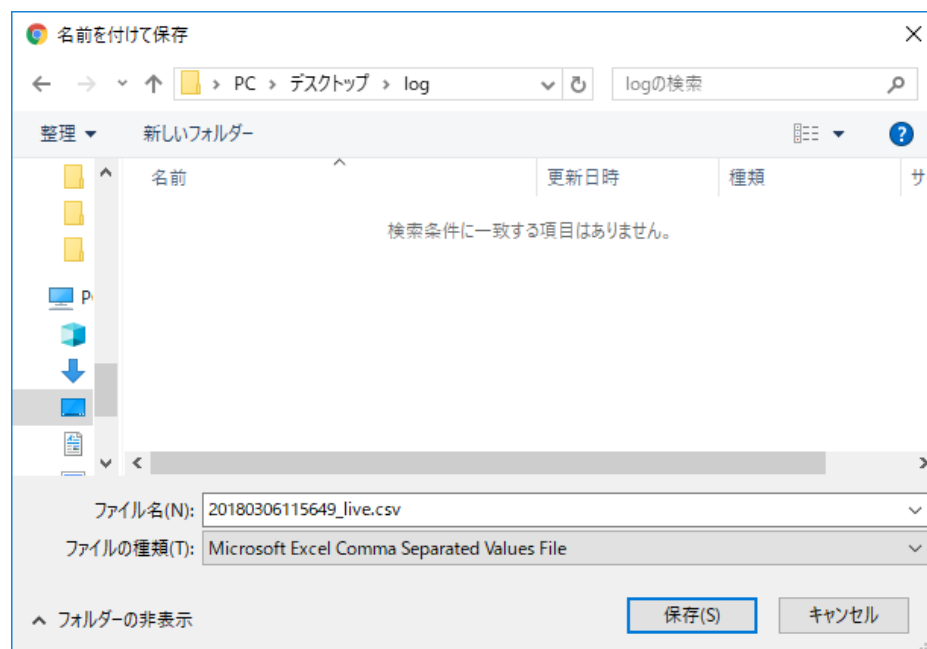 名前を付けて保存
PC デスクトップ log logの検索
整理 新しいフォルダー ?
名前 更新日時 種類 サ
検索条件に一致する項目はありません。
P
ファイル名(N): 20180306115649_live.csv
ファイルの種類(T): Microsoft Excel Comma Separated Values File
フォルダーの非表示 保存(S) キャンセル